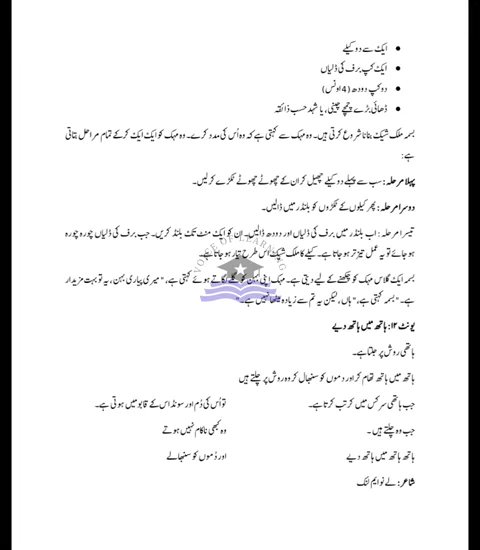 ایک سے دو کیلے
ایک کپ برف کی ڈلیاں
دو کپ دودھ (4 اونس)
ڈھائی بڑے چمچے چینی، یا شہد حسب ذائقہ
بسمہ ملک شیک بنانا شروع کرتی ہیں۔ وہ مہک سے کہتی ہے کہ وہ اُس کی مدد کرے۔ وہ مہک کو ایک ایک کرکے تمام مراحل بتاتی
ہے:
پہلا مرحلہ: سب سے پہلے دو کیلے چھیل کر ان کے چھوٹے چھوٹے ٹکڑے کرلیں۔
دوسرا مرحلہ: پھر کیلوں کے ٹکڑوں کو بلنڈر میں ڈالیں۔
تیسرا مرحلہ: اب بلنڈر میں برف کی ڈلیاں اور دودھ ڈالیں۔ ان کو ایک منٹ تک بلنڈ کریں۔ جب برف کی ڈلیاں چورہ چورہ
ہو جائے تو یہ عمل تیز تر ہو جاتا ہے۔ کیلے کا ملک شیک اس طرح تیار ہو جاتا ہے۔
VOICE OF LEARNING
بسمہ ایک گلاس مہک کو چکھنے کے لیے دیتی ہے۔ مہک اپنی بہن کو گلے لگاتے ہوئے کہتی ہے، "میری پیاری بہن، یہ تو بہت مزیدار
ہے۔" بسمہ کہتی ہے، "ہاں، لیکن یہ تم سے زیادہ میٹھا نہیں ہے۔"
یونٹ ۱۲: ہاتھ میں ہاتھ دیے
ہاتھی روش پر چلتا ہے۔
ہاتھ میں ہاتھ تھام کر اور دموں کو سنبھال کر وہ روش پر چلتے ہیں
جب ہاتھی سرکس میں کرتب کرتا ہے۔ تو اُس کی دُم اور سونڈ اس کے قابو میں ہوتی ہے۔
جب وہ چلتے ہیں۔ وہ کبھی ناکام نہیں ہوتے
ہاتھ ہاتھ میں ہاتھ دیے اور دُموں کو سنبھالے
شاعر: لے نو ایم لنک